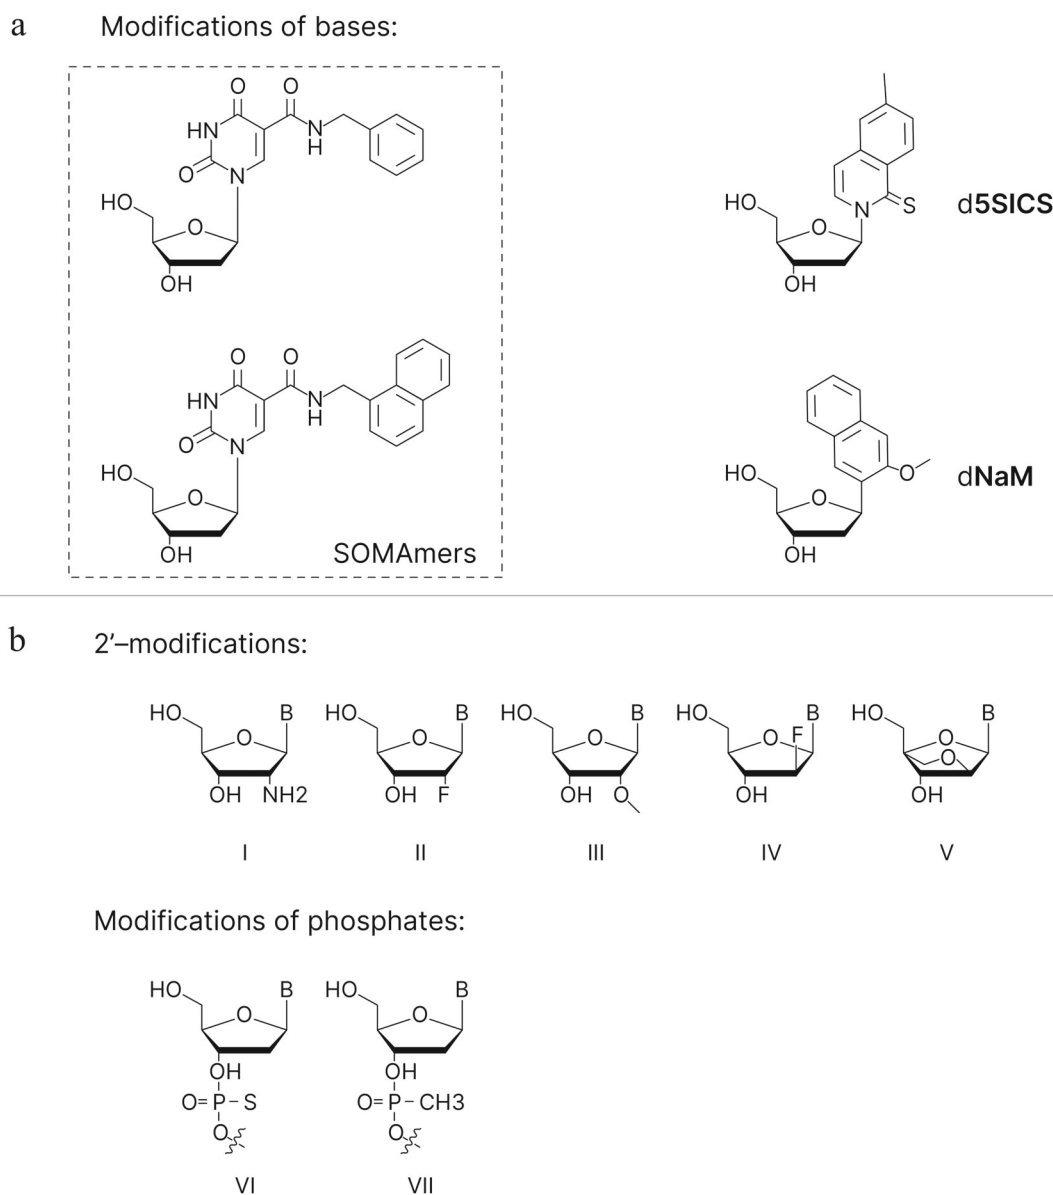 a Modifications of bases:
O O
HN N
H
O N
HO O
OH
HO O N S
OH
d5SICS
O O
HN N
H
O N
HO O
OH
SOMAmers
HO O O
OH
dNaM
b 2’–modifications:
HO B HO B HO B HO B HO B
O O O O F O O
OH NH2 OH F OH O OH OH
I II III IV V
Modifications of phosphates:
HO B HO B
O O
OH OH
O=P-S O=P-CH3
O O
VI VII